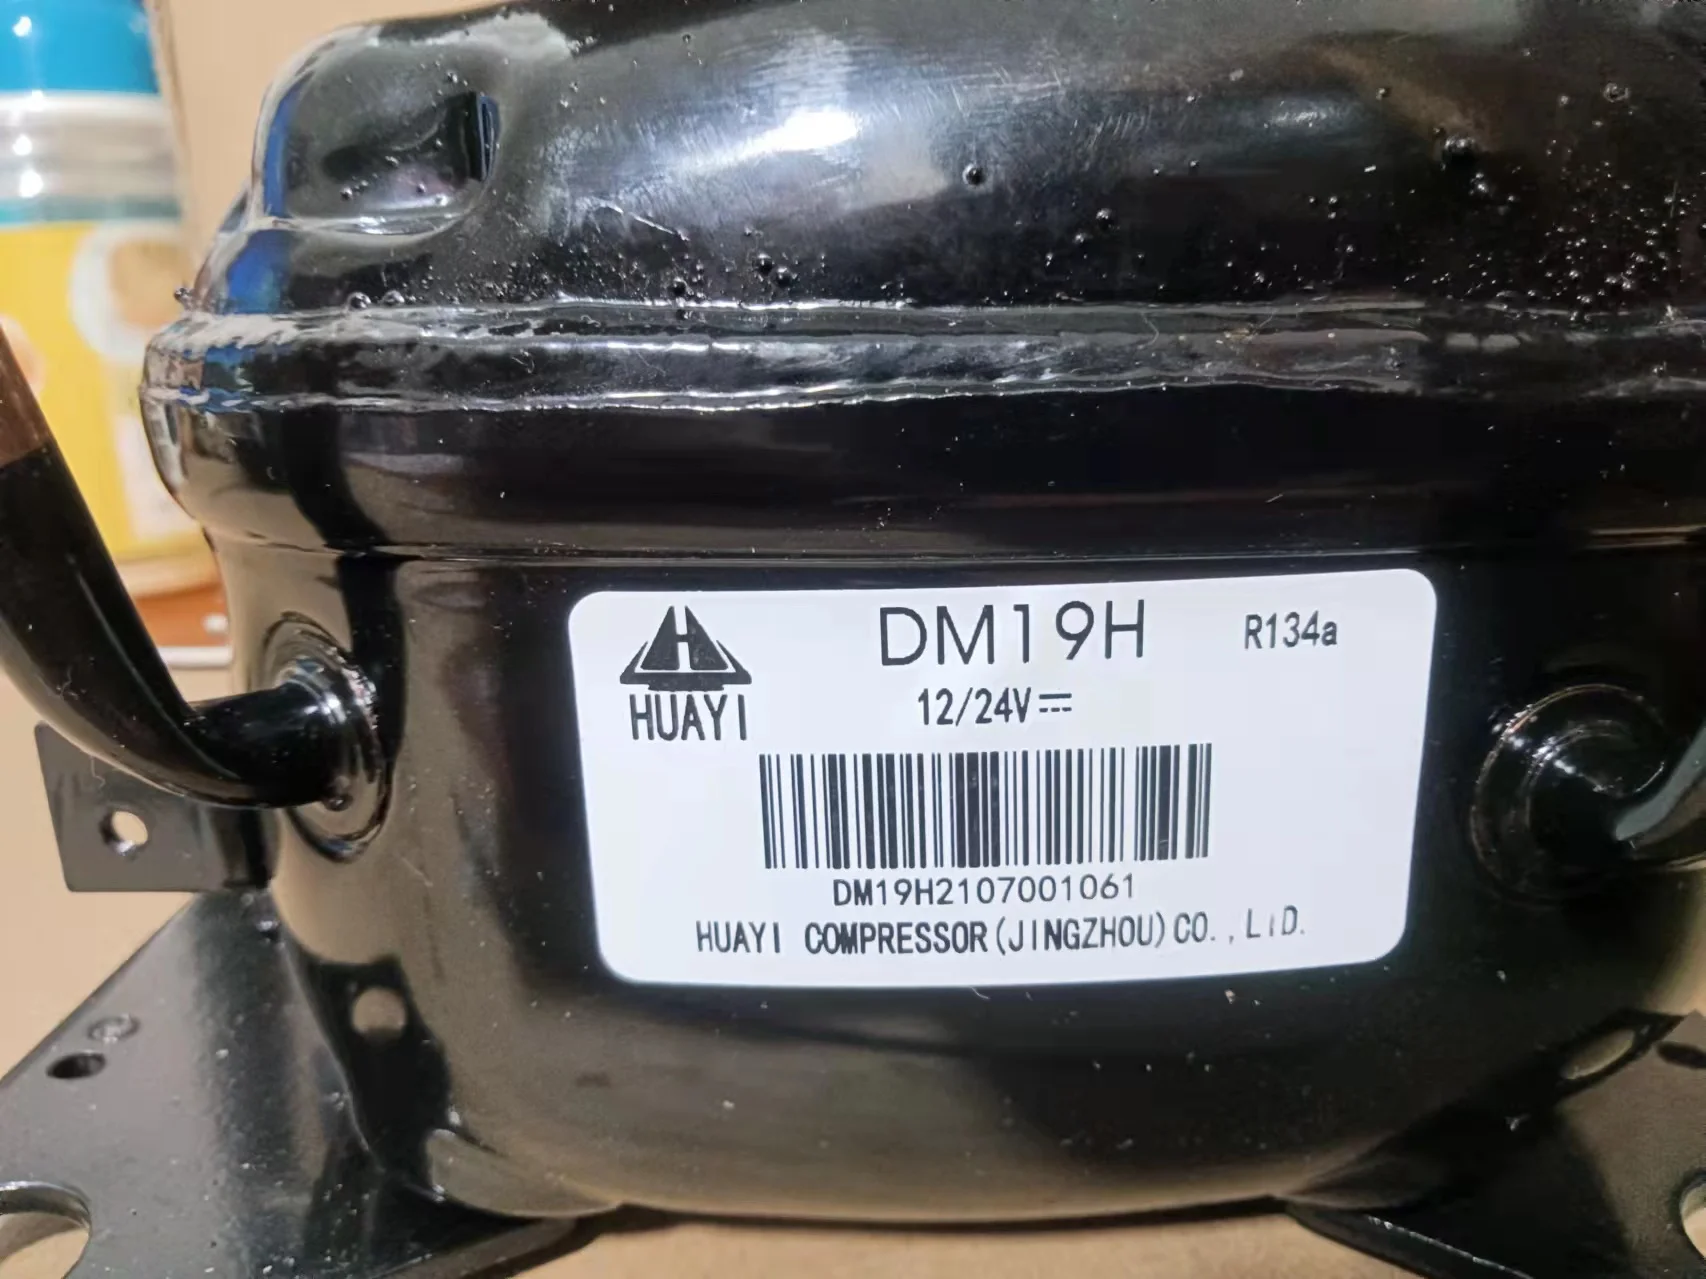 H
HUAYI
DM19H
R134a
12/24V⎓
DM19H2107001061
HUAYI COMPRESSOR(JINGZHOU)CO.,LTD.